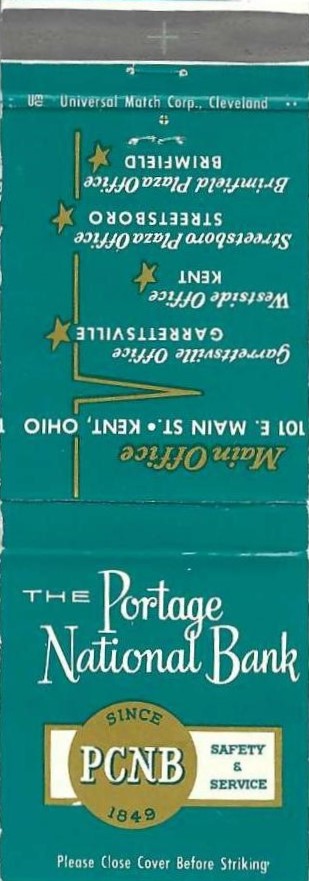 Universal Match Corp., Cleveland
Main Office
101 E. MAIN ST. • KENT, OHIO
Garrettsville Office
GARRETTSVILLE
Westside Office
KENT
Streetsboro Plaza Office
STREETSBORO
Brimfield Plaza Office
BRIMFIELD
THE Portage
National Bank
SINCE
PCNB
1849
SAFETY
&
SERVICE
Please Close Cover Before Striking